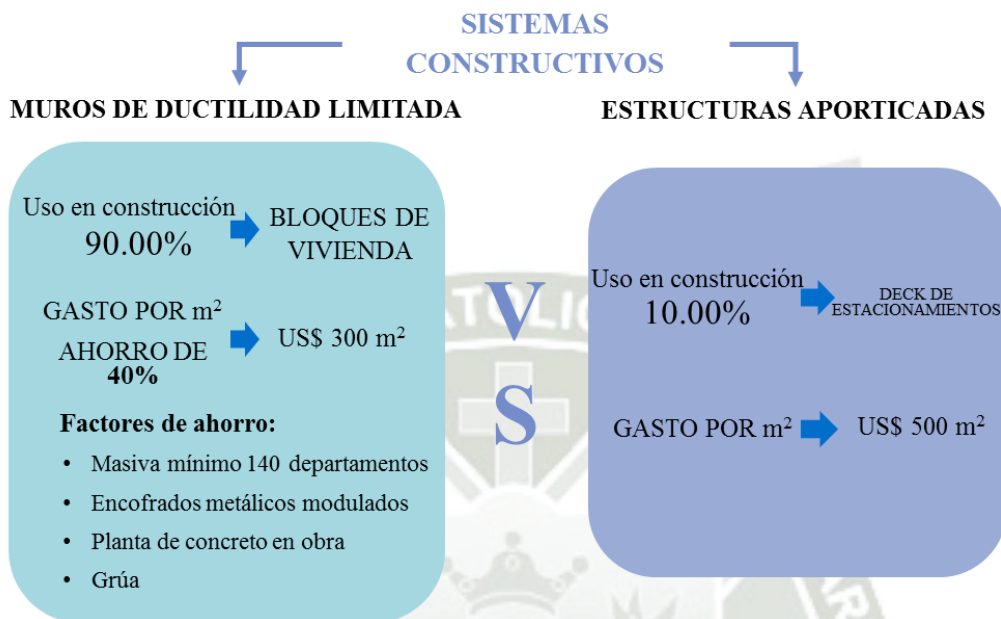 SISTEMAS
CONSTRUCTIVOS
MUROS DE DUCTILIDAD LIMITADA
Uso en construcción
90.00%
BLOQUES DE
VIVIENDA
GASTO POR m²
AHORRO DE
40%
US$ 300 m²
Factores de ahorro:
• Masiva mínimo 140 departamentos
• Encofrados metálicos modulados
• Planta de concreto en obra
• Grúa
V
S
ESTRUCTURAS APORTICADAS
Uso en construcción
10.00%
DECK DE
ESTACIONAMIENTOS
GASTO POR m²
US$ 500 m²